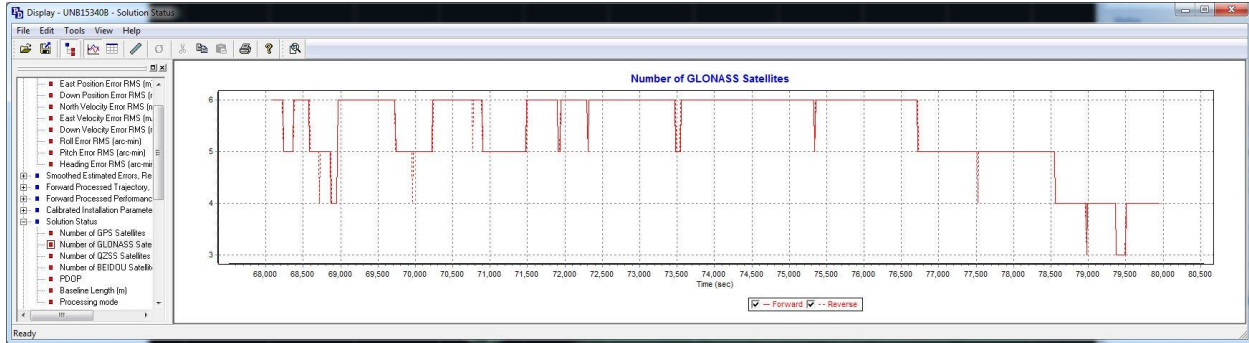 Display - UNB15340B - Solution Status
File Edit Tools View Help
East Position Error RMS (m)
Down Position Error RMS (r
North Velocity Error RMS (n
East Velocity Error RMS (m.
Down Velocity Error RMS (r
Roll Error RMS (arc-min)
Pitch Error RMS (arc-min)
Heading Error RMS (arc-min
Smoothed Estimated Errors, Re
Forward Processed Trajectory,
Forward Processed Performanc
Calibrated Installation Paramete
Solution Status
Number of GPS Satellites
Number of GLONASS Sate
Number of QZSS Satellites
Number of BEIDOU Satellit
PDOP
Baseline Length (m)
Processing mode
Number of GLONASS Satellites
6
5
4
3
68,000 68,500 69,000 69,500 70,000 70,500 71,000 71,500 72,000 72,500 73,000 73,500 74,000 74,500 75,000 75,500 76,000 76,500 77,000 77,500 78,000 78,500 79,000 79,500 80,000 80,500
Time (sec)
Forward Reverse
Ready